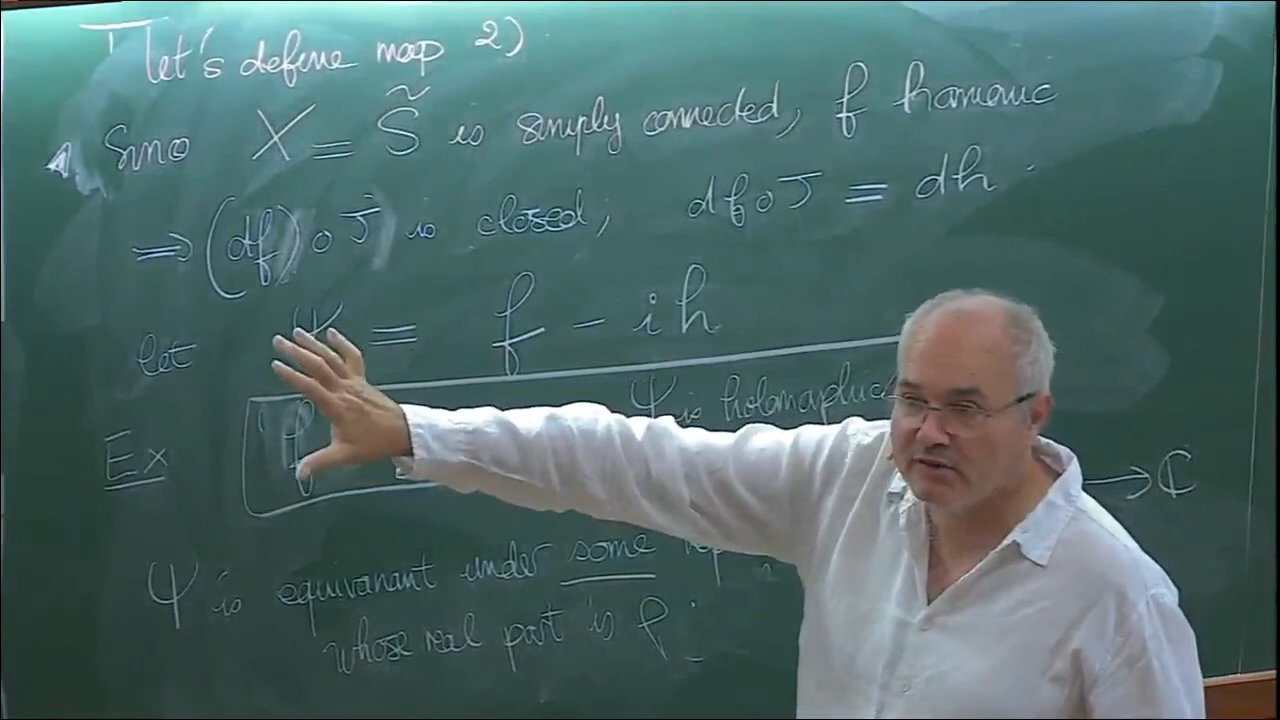 let's define map 2)
Since X = S̃ is simply connected, f harmonic
⟹ (df)∘J is closed, df∘J = dh.
let Ψ = f - ih
Ex f Ψ is holomorphic
→ ℂ
Ψ is equivariant under some rep
whose real part is ρ.